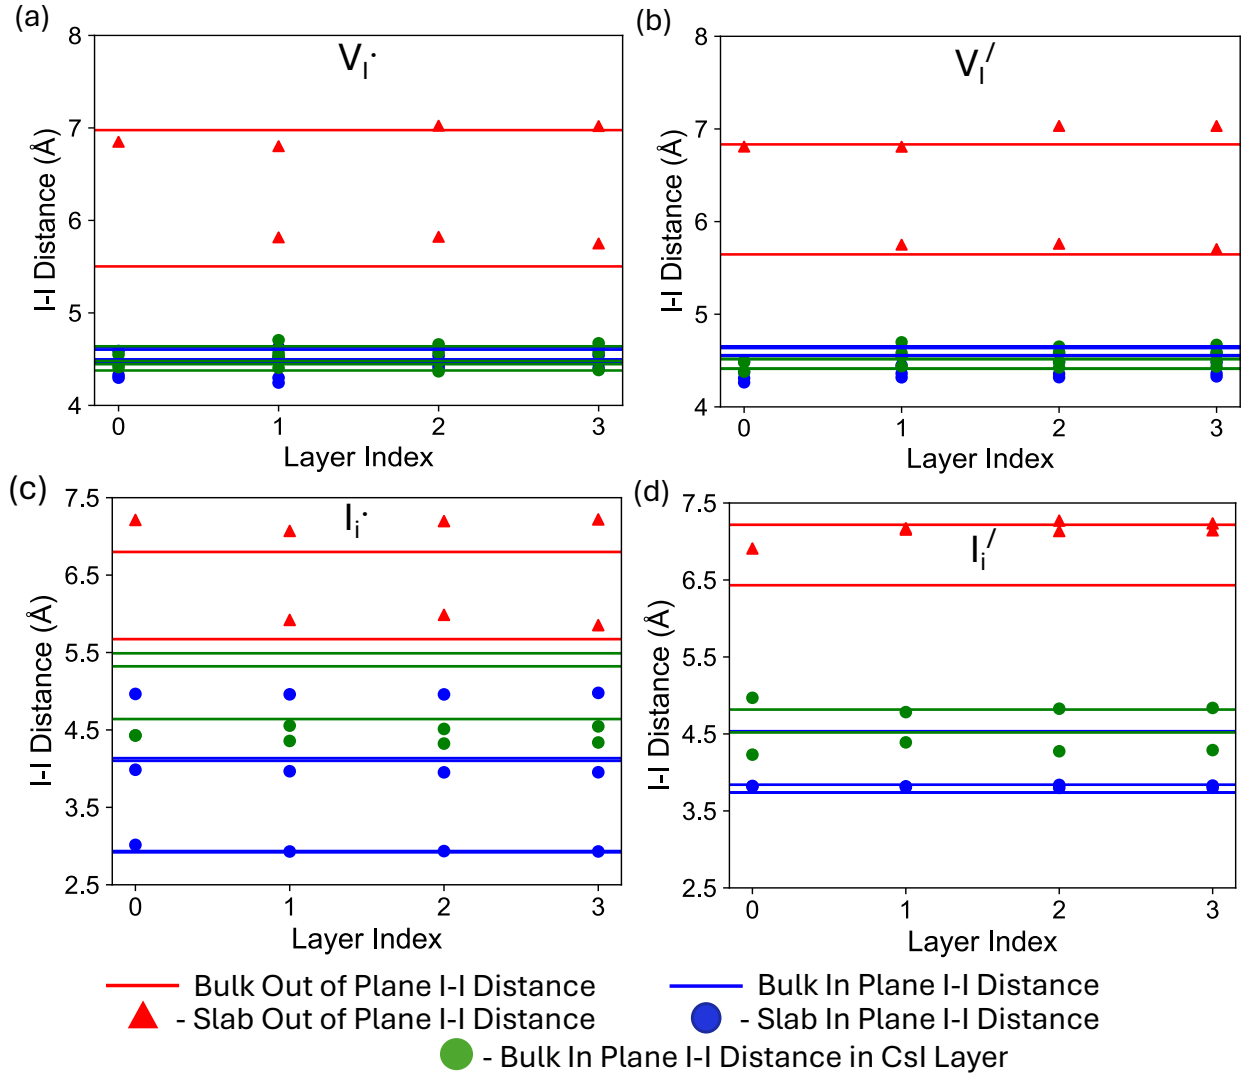 (a)
V_I^·
8
7
6
5
4
I-I Distance (Å)
0 1 2 3
Layer Index
(b)
V_I^/
8
7
6
5
4
I-I Distance (Å)
0 1 2 3
Layer Index
(c)
I_i^·
7.5
6.5
5.5
4.5
3.5
2.5
I-I Distance (Å)
0 1 2 3
Layer Index
(d)
I_i^/
7.5
6.5
5.5
4.5
3.5
2.5
I-I Distance (Å)
0 1 2 3
Layer Index
Bulk Out of Plane I-I Distance
Bulk In Plane I-I Distance
- Slab Out of Plane I-I Distance
- Slab In Plane I-I Distance
- Bulk In Plane I-I Distance in CsI Layer